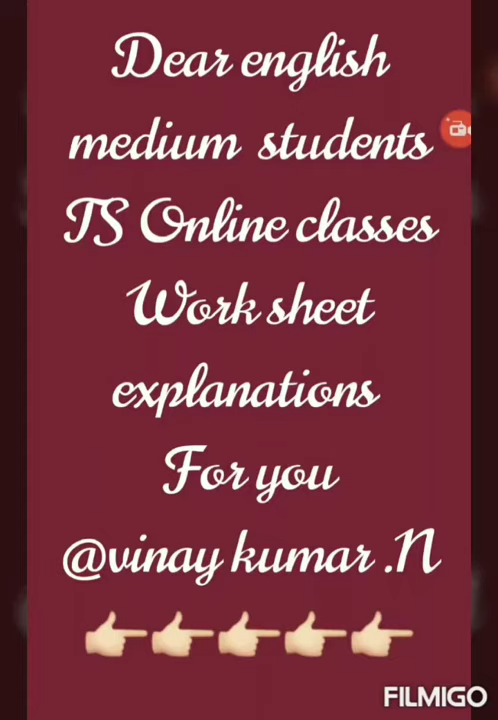 Dear english
medium students
TS Online classes
Work sheet
explanations
For you
@vinay kumar .N
FILMIGO